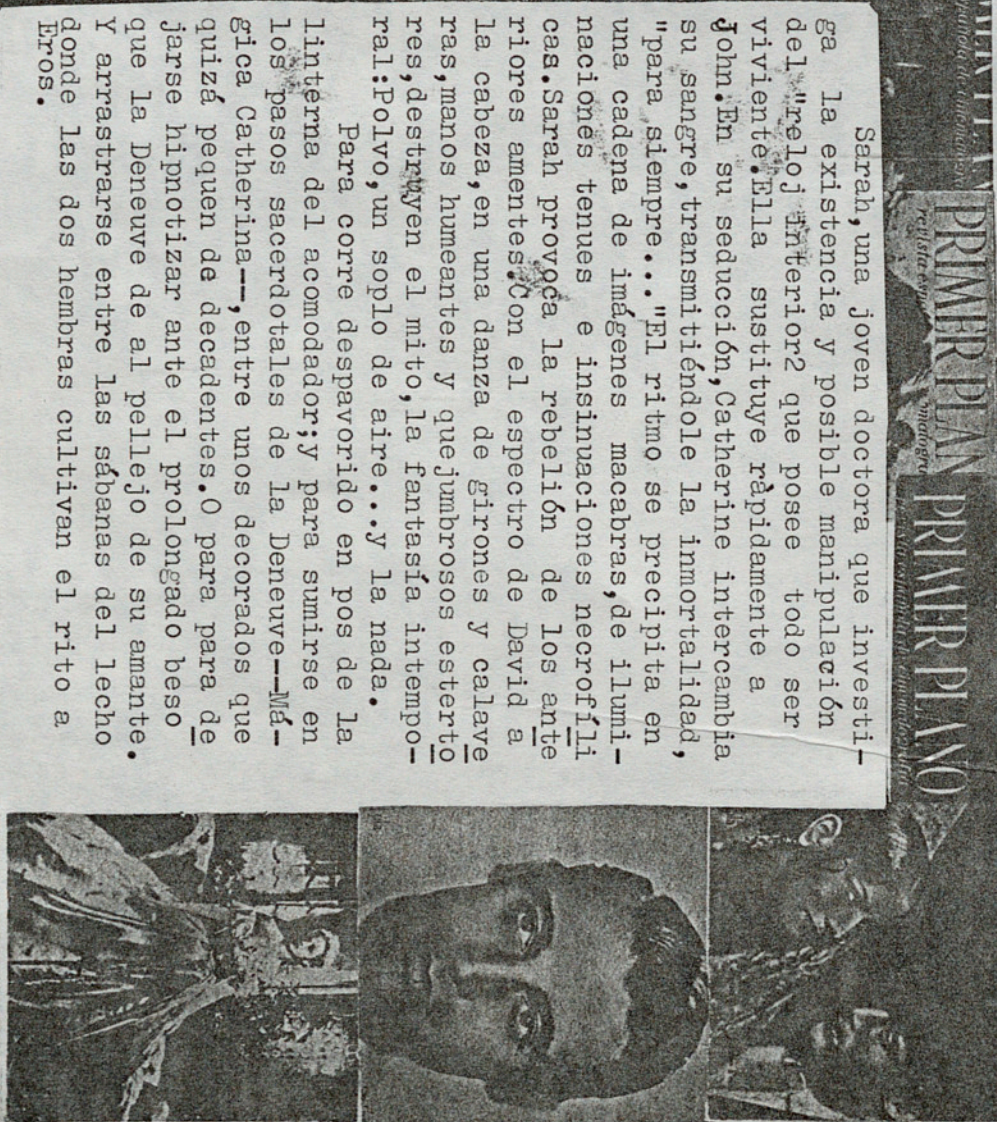 PRIMER PLAN PRIMER PLANO
Sarah,una joven doctora que investi-
ga la existencia y posible manipulación
del "reloj interior2 que posee todo ser
viviente.Ella sustituye ràpidamente a
John.En su seducción,Catherine intercambia
su sangre,transmitiéndole la inmortalidad,
"para siempre..."El ritmo se precipita en
una cadena de imágenes macabras,de ilumi-
naciones tenues e insinuaciones necrofíli
cas.Sarah provoca la rebelión de los ante
riores amentes.Con el espectro de David a
la cabeza,en una danza de girones y calave
ras,manos humeantes y quejumbrosos esterto
res,destruyen el mito,la fantasía intempo-
ral:Polvo,un soplo de aire...y la nada.
Para corre despavorido en pos de la
llinterna del acomodador;y para sumirse en
los pasos sacerdotales de la Deneuve--Má-
gica Catherina--,entre unos decorados que
quizá pequen de decadentes.O para para de
jarse hipnotizar ante el prolongado beso
que la Deneuve de al pellejo de su amante.
Y arrastrarse entre las sábanas del lecho
donde las dos hembras cultivan el rito a
Eros.